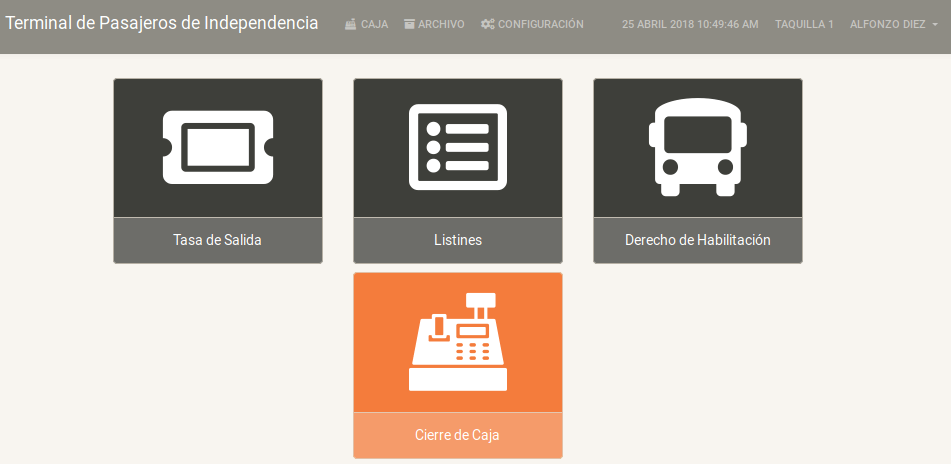 Terminal de Pasajeros de Independencia CAJA ARCHIVO CONFIGURACIÓN 25 ABRIL 2018 10:49:46 AM TAQUILLA 1 ALFONZO DIEZ
Tasa de Salida Listines Derecho de Habilitación
Cierre de Caja